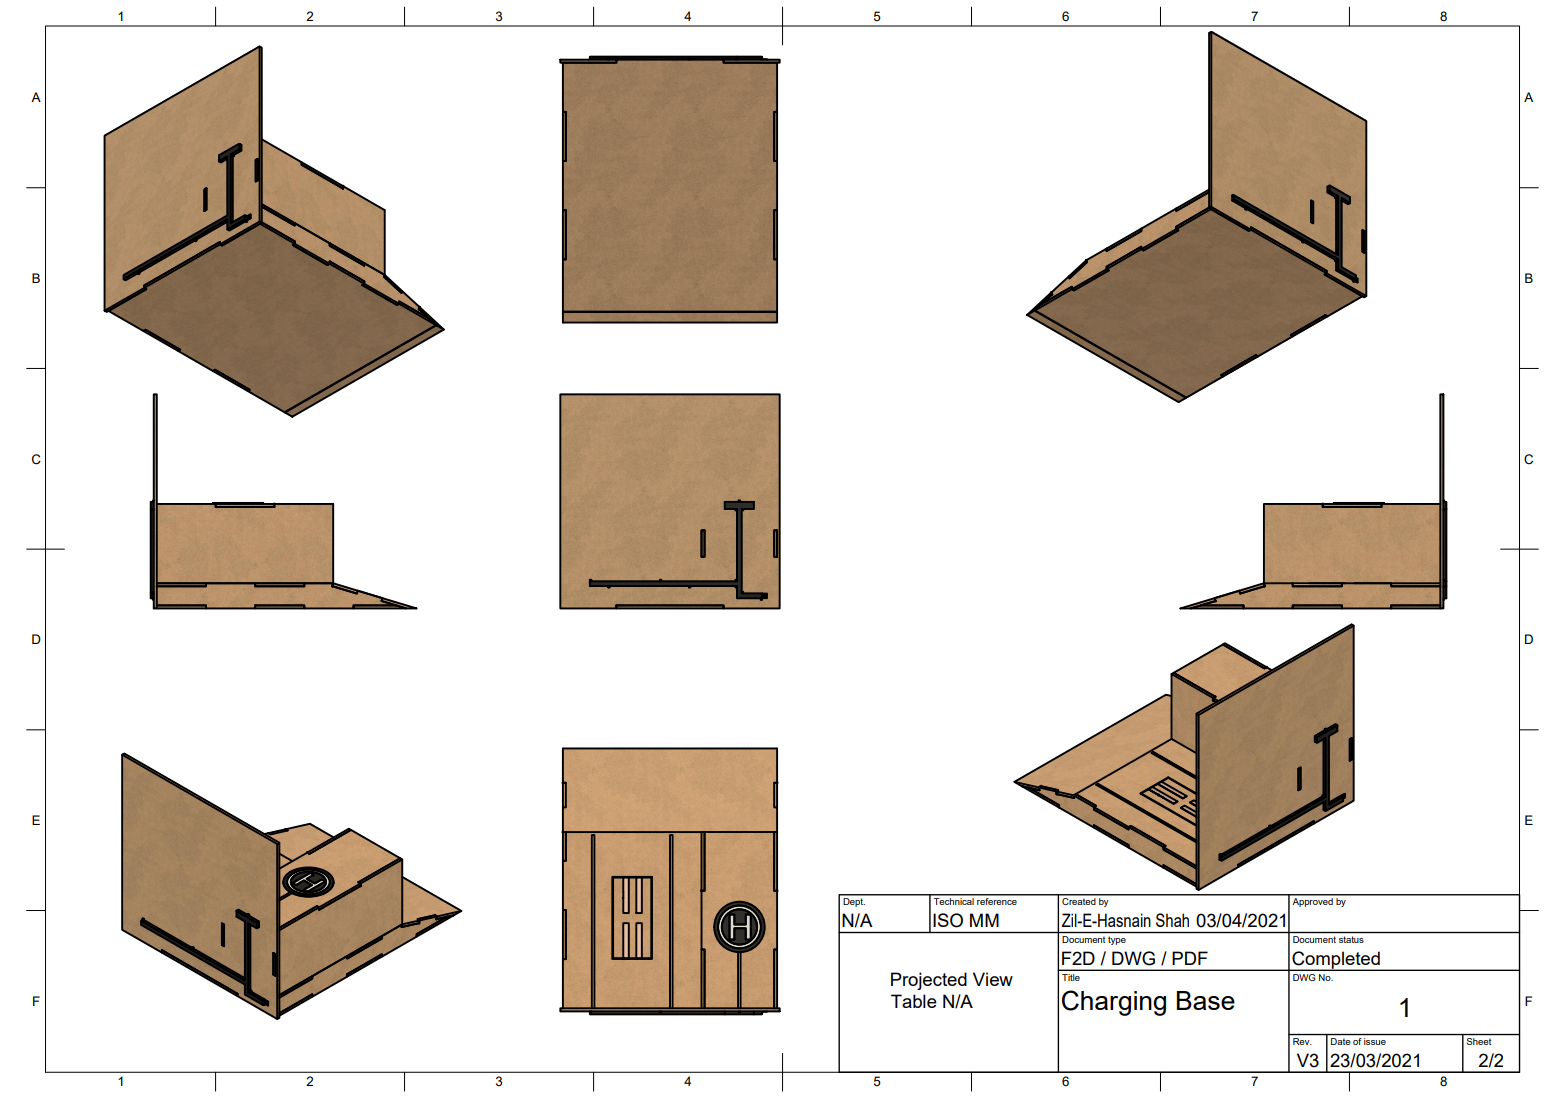 1 2 3 4 5 6 7 8
A A
B B
C C
D D
E E
H
H
Dept. Technical reference Created by Approved by
N/A ISO MM Zil-E-Hasnain Shah 03/04/2021
Document type Document status
F2D / DWG / PDF Completed
Projected View
Table N/A
Title DWG No.
Charging Base
1
F F
Rev. Date of issue Sheet
V3 23/03/2021 2/2
1 2 3 4 5 6 7 8